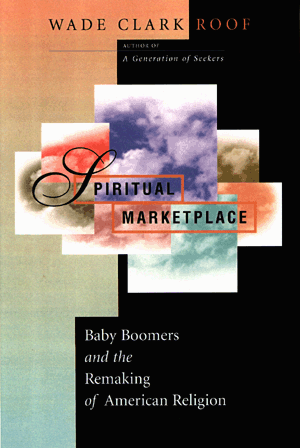 WADE CLARK ROOF
AUTHOR OF
A Generation of Seekers
SPIRITUAL
MARKETPLACE
Baby Boomers
and the
Remaking
of American Religion